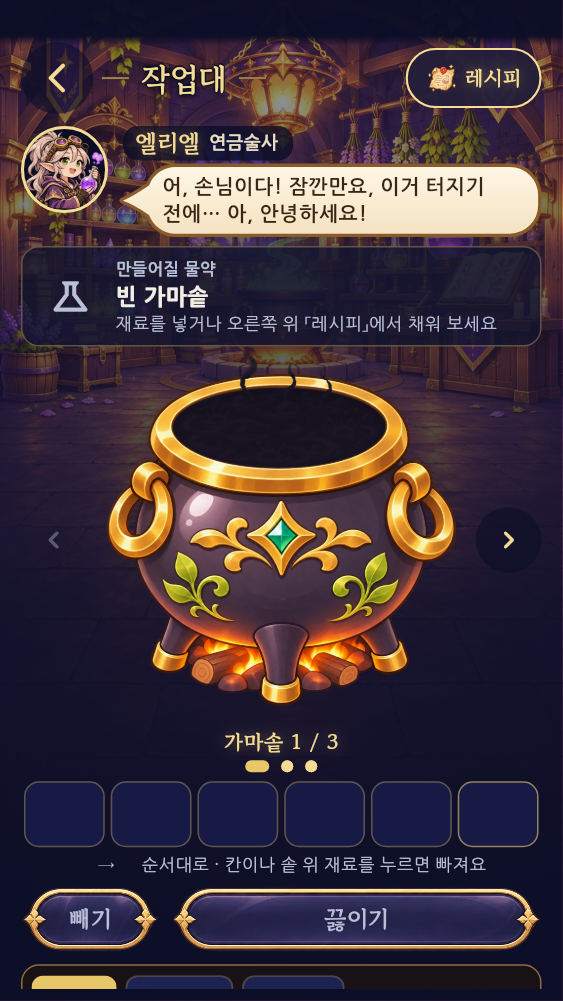 작업대
레시피
엘리엘 연금술사
어, 손님이다! 잠깐만요, 이거 터지기
전에… 아, 안녕하세요!
만들어질 물약
빈 가마솥
재료를 넣거나 오른쪽 위 「레시피」에서 채워 보세요
가마솥 1 / 3
→ 순서대로 · 칸이나 솥 위 재료를 누르면 빠져요
빼기
끓이기